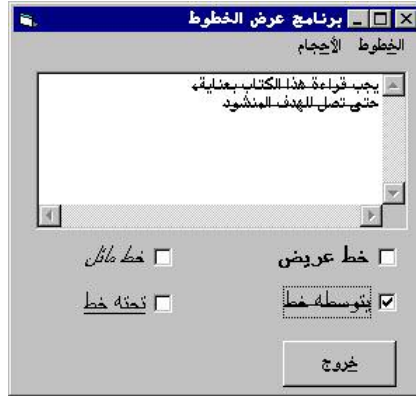 برنامج عرض الخطوط
الخطوط الأحجام
يجب قراءة هذا الكتاب بعناية،
حتى تصل للهدف المنشود.
خط عريض خط مائل
يتوسطه خط تحته خط
خروج